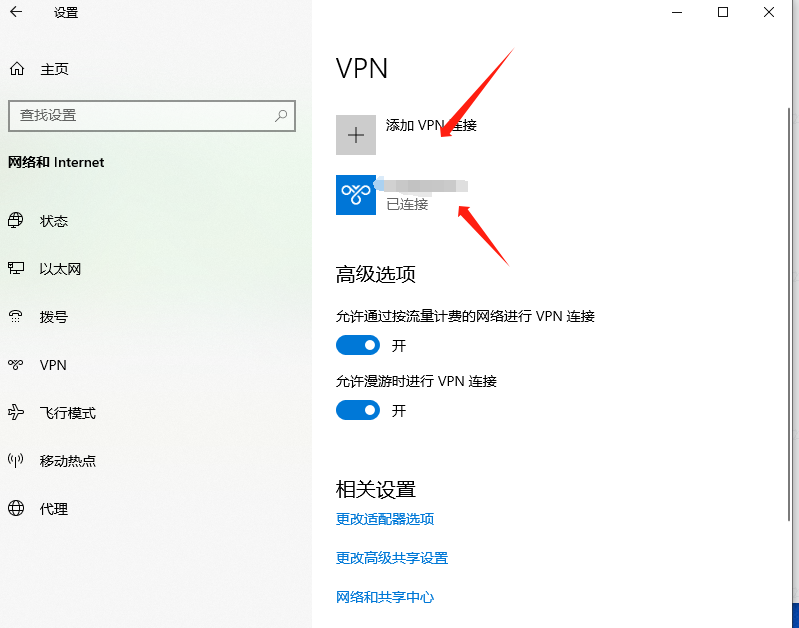 设置
主页
查找设置
网络和 Internet
状态
以太网
拨号
VPN
飞行模式
移动热点
代理
VPN
添加 VPN 连接
已连接
高级选项
允许通过按流量计费的网络进行 VPN 连接
开
允许漫游时进行 VPN 连接
开
相关设置
更改适配器选项
更改高级共享设置
网络和共享中心